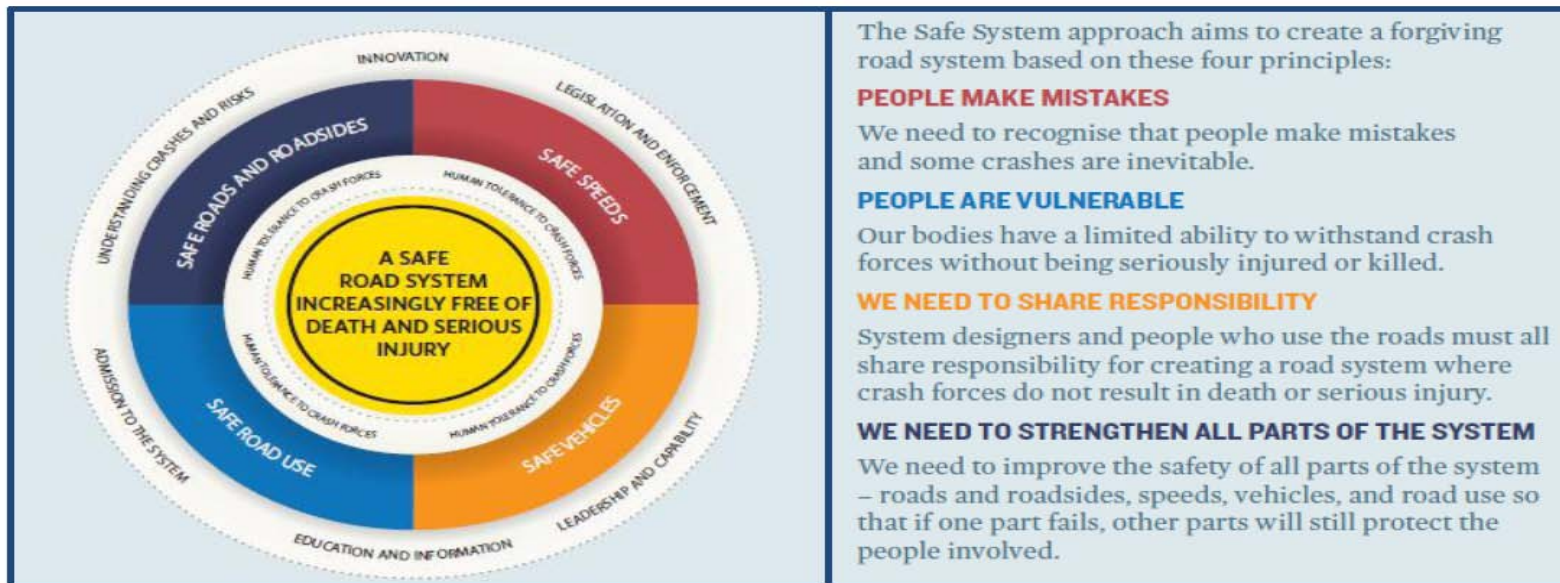 INNOVATION
LEGISLATION AND ENFORCEMENT
LEADERSHIP AND CAPABILITY
EDUCATION AND INFORMATION
ADMISSION TO THE SYSTEM
UNDERSTANDING CRASHES AND RISKS
SAFE ROADS AND ROADSIDES
SAFE SPEEDS
SAFE VEHICLES
SAFE ROAD USE
HUMAN TOLERANCE TO CRASH FORCES
HUMAN TOLERANCE TO CRASH FORCES
HUMAN TOLERANCE TO CRASH FORCES
HUMAN TOLERANCE TO CRASH FORCES
A SAFE
ROAD SYSTEM
INCREASINGLY FREE OF
DEATH AND SERIOUS
INJURY
The Safe System approach aims to create a forgiving
road system based on these four principles:
PEOPLE MAKE MISTAKES
We need to recognise that people make mistakes
and some crashes are inevitable.
PEOPLE ARE VULNERABLE
Our bodies have a limited ability to withstand crash
forces without being seriously injured or killed.
WE NEED TO SHARE RESPONSIBILITY
System designers and people who use the roads must all
share responsibility for creating a road system where
crash forces do not result in death or serious injury.
WE NEED TO STRENGTHEN ALL PARTS OF THE SYSTEM
We need to improve the safety of all parts of the system
– roads and roadsides, speeds, vehicles, and road use so
that if one part fails, other parts will still protect the
people involved.